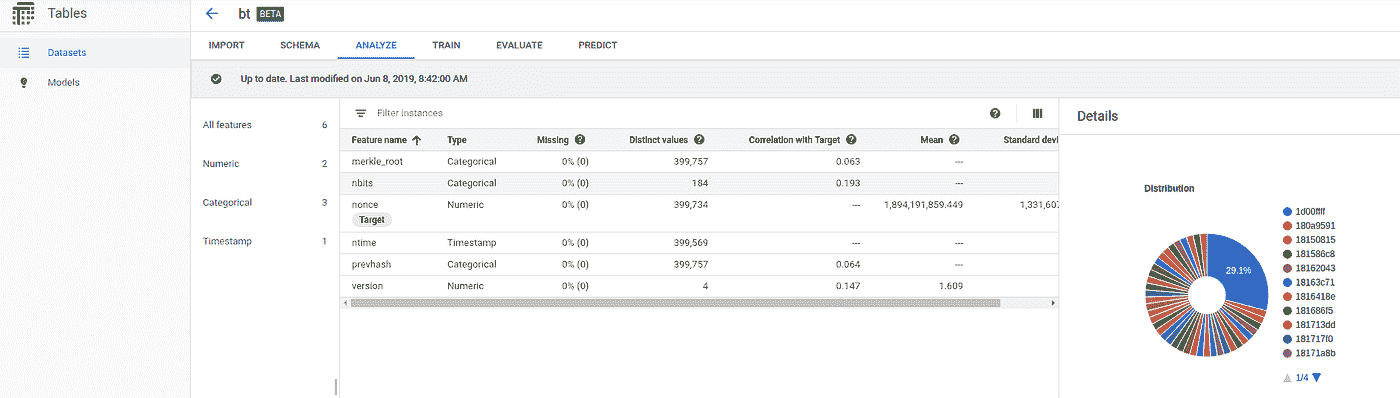 Tables
bt BETA
IMPORT SCHEMA ANALYZE TRAIN EVALUATE PREDICT
Datasets
Models
Up to date. Last modified on Jun 8, 2019, 8:42:00 AM
All features 6
Numeric 2
Categorical 3
Timestamp 1
Filter instances
Feature name Type Missing Distinct values Correlation with Target Mean Standard devi
merkle_root Categorical 0% (0) 399,757 0.063 ---
nbits Categorical 0% (0) 184 0.193 ---
nonce Numeric 0% (0) 399,734 --- 1,894,191,859.449 1,331,607
Target
ntime Timestamp 0% (0) 399,569 --- ---
prevhash Categorical 0% (0) 399,757 0.064 ---
version Numeric 0% (0) 4 0.147 1.609
Details
Distribution
29.1%
1d00ffff
180a9591
18150815
181586c8
18162043
18163c71
1816418e
181686f5
181713dd
181717f0
18171a8b
1/4